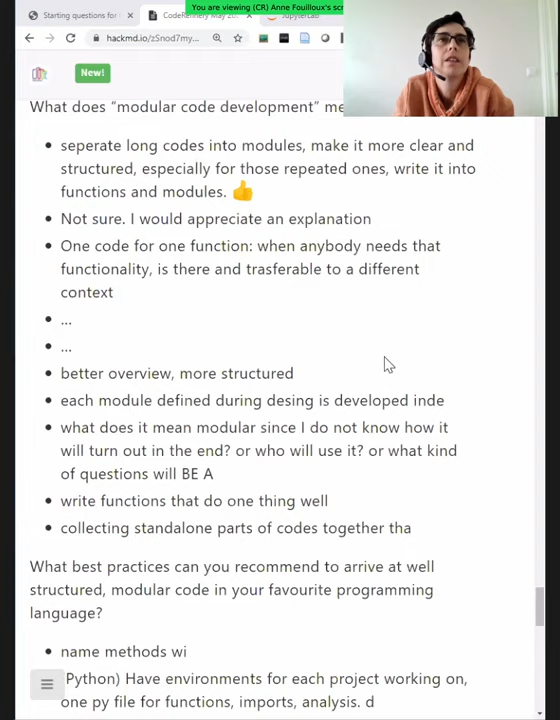 You are viewing (CR) Anne Fouilloux's scr
Starting questions for
CodeRefinery May 20
JupyterLab
hackmd.io/zSnod7my...
New!
What does “modular code development” me
seperate long codes into modules, make it more clear and
structured, especially for those repeated ones, write it into
functions and modules. 👍
Not sure. I would appreciate an explanation
One code for one function: when anybody needs that
functionality, is there and trasferable to a different
context
...
...
better overview, more structured
each module defined during desing is developed inde
what does it mean modular since I do not know how it
will turn out in the end? or who will use it? or what kind
of questions will BE A
write functions that do one thing well
collecting standalone parts of codes together tha
What best practices can you recommend to arrive at well
structured, modular code in your favourite programming
language?
name methods wi
Python) Have environments for each project working on,
one py file for functions, imports, analysis. d